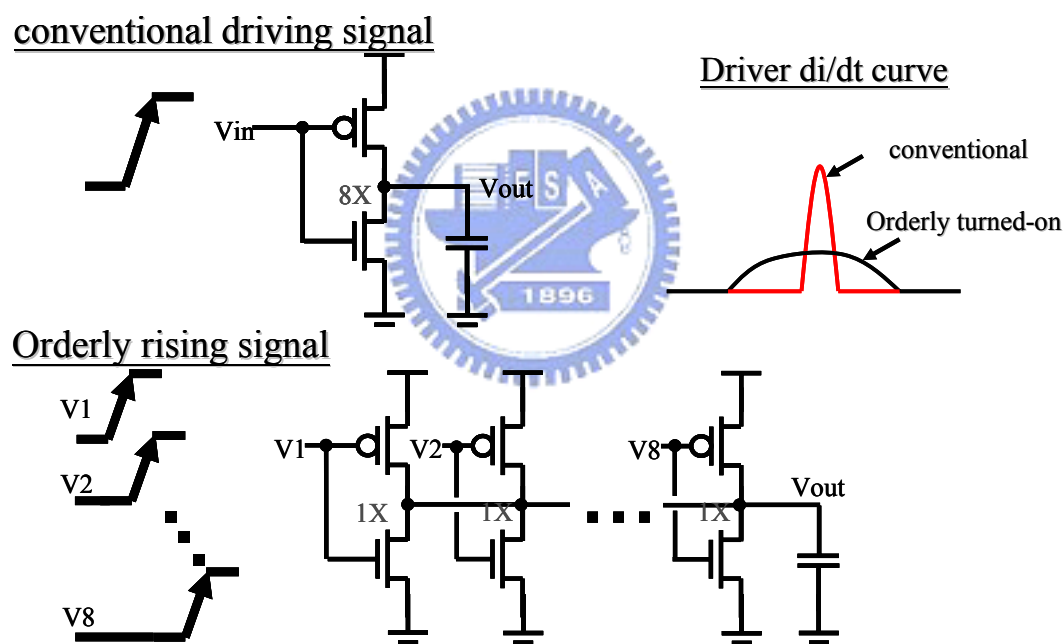 conventional driving signal
Driver di/dt curve
Vin
8X
Vout
conventional
Orderly turned-on
E S A
1896
Orderly rising signal
V1
V2
V8
V1
V2
V8
1X
1X
1X
Vout